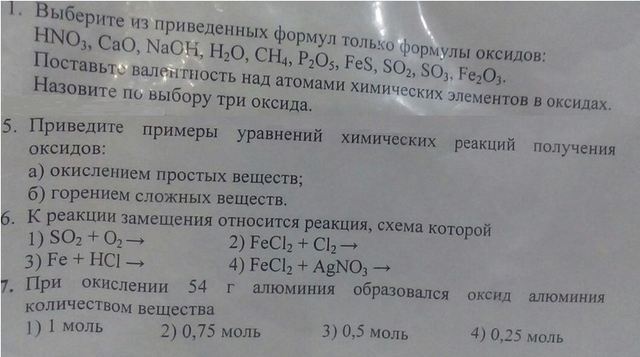 1. Выберите из приведенных формул только формулы оксидов:
HNO₃, CaO, NaOH, H₂O, CH₄, P₂O₅, FeS, SO₂, SO₃, Fe₂O₃.
Поставьте валентность над атомами химических элементов в оксидах.
Назовите по выбору три оксида.
5. Приведите примеры уравнений химических реакций получения
оксидов:
а) окислением простых веществ;
б) горением сложных веществ.
6. К реакции замещения относится реакция, схема которой
1) SO₂ + O₂ → 2) FeCl₂ + Cl₂ →
3) Fe + HCl → 4) FeCl₂ + AgNO₃ →
7. При окислении 54 г алюминия образовался оксид алюминия
количеством вещества
1) 1 моль 2) 0,75 моль 3) 0,5 моль 4) 0,25 моль